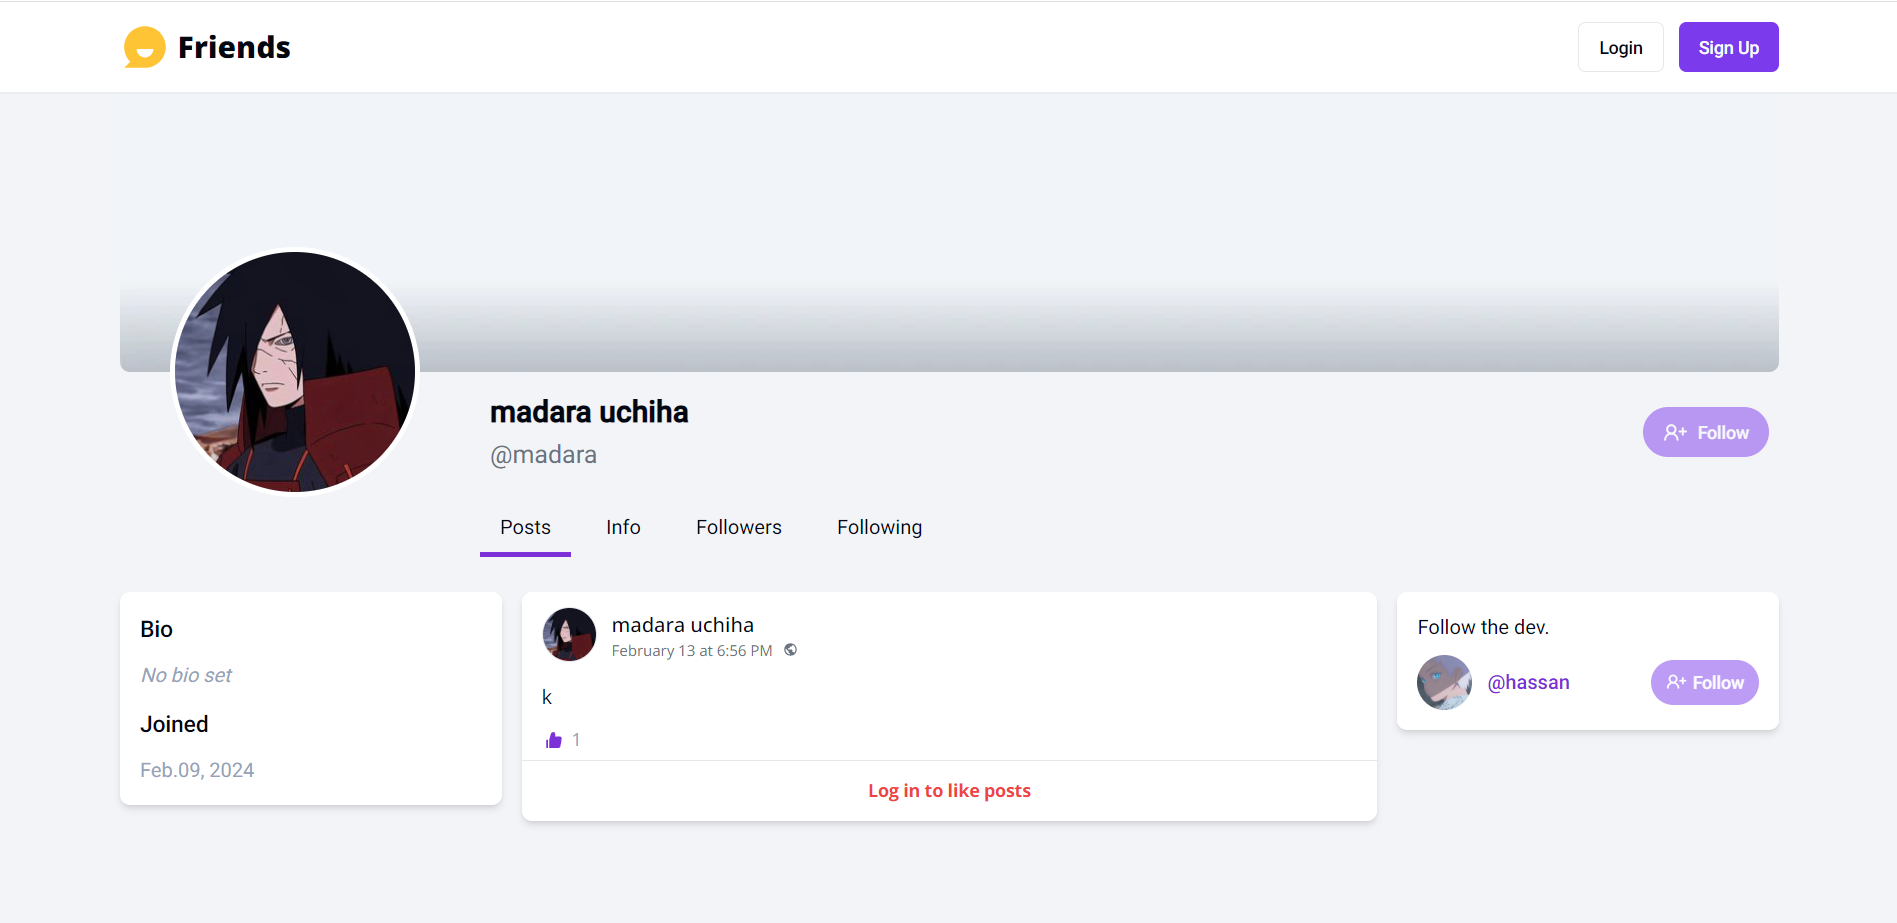 Friends
Login
Sign Up
madara uchiha
@madara
Follow
Posts
Info
Followers
Following
Bio
No bio set
Joined
Feb.09, 2024
madara uchiha
February 13 at 6:56 PM
k
1
Log in to like posts
Follow the dev.
@hassan
Follow